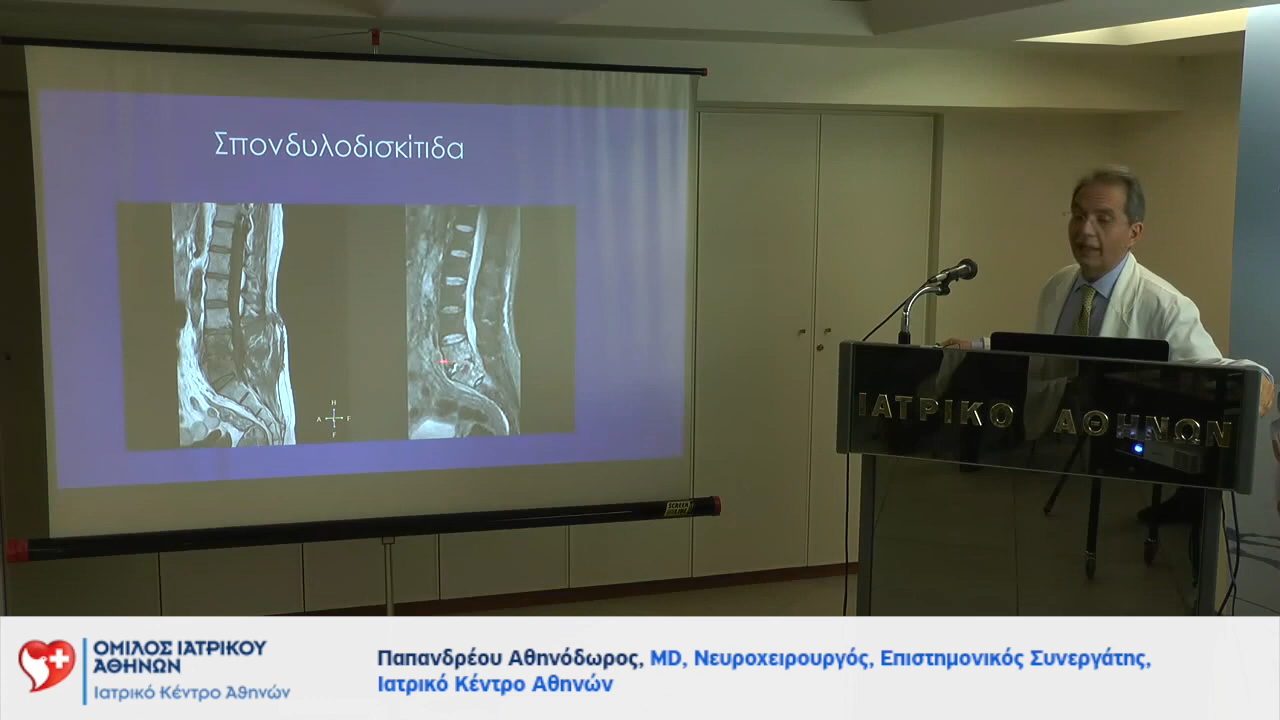 Σπονδυλοδισκίτιδα
H
A
F
ΙΑΤΡΙΚΟ ΑΘΗΝΩΝ
ΟΜΙΛΟΣ ΙΑΤΡΙΚΟΥ
ΑΘΗΝΩΝ
Ιατρικό Κέντρο Αθηνών
Παπανδρέου Αθηνόδωρος, MD, Νευροχειρουργός, Επιστημονικός Συνεργάτης,
Ιατρικό Κέντρο Αθηνών